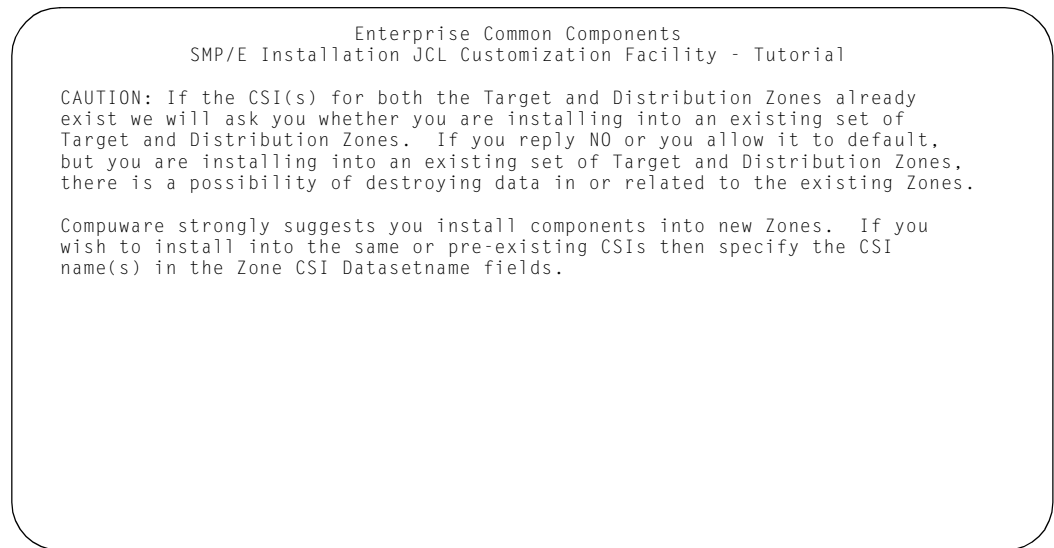 Enterprise Common Components
SMP/E Installation JCL Customization Facility - Tutorial
CAUTION: If the CSI(s) for both the Target and Distribution Zones already
exist we will ask you whether you are installing into an existing set of
Target and Distribution Zones. If you reply NO or you allow it to default,
but you are installing into an existing set of Target and Distribution Zones,
there is a possibility of destroying data in or related to the existing Zones.
Compuware strongly suggests you install components into new Zones. If you
wish to install into the same or pre-existing CSIs then specify the CSI
name(s) in the Zone CSI Datasetname fields.